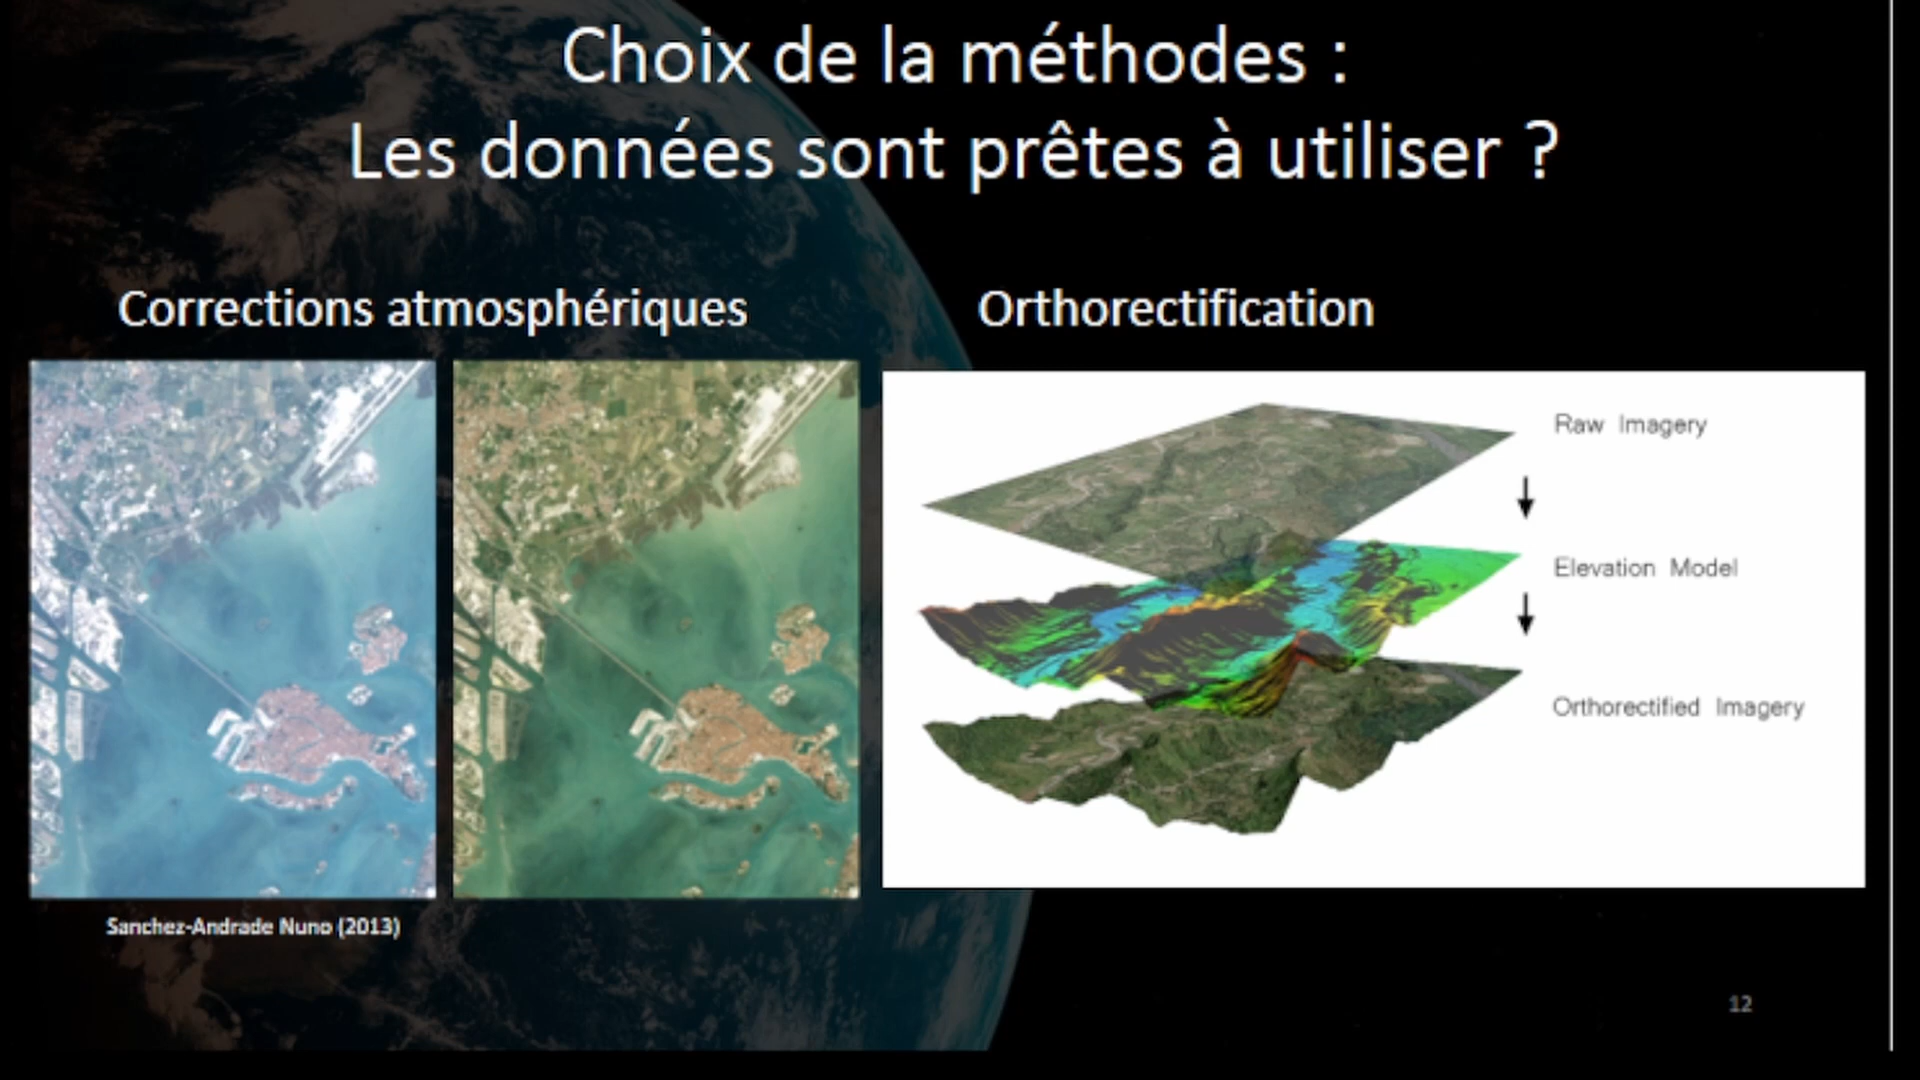 Choix de la méthodes :
Les données sont prêtes à utiliser ?
Corrections atmosphériques
Orthorectification
Raw Imagery
Elevation Model
Orthorectified Imagery
Sanchez-Andrade Nuno (2013)
12